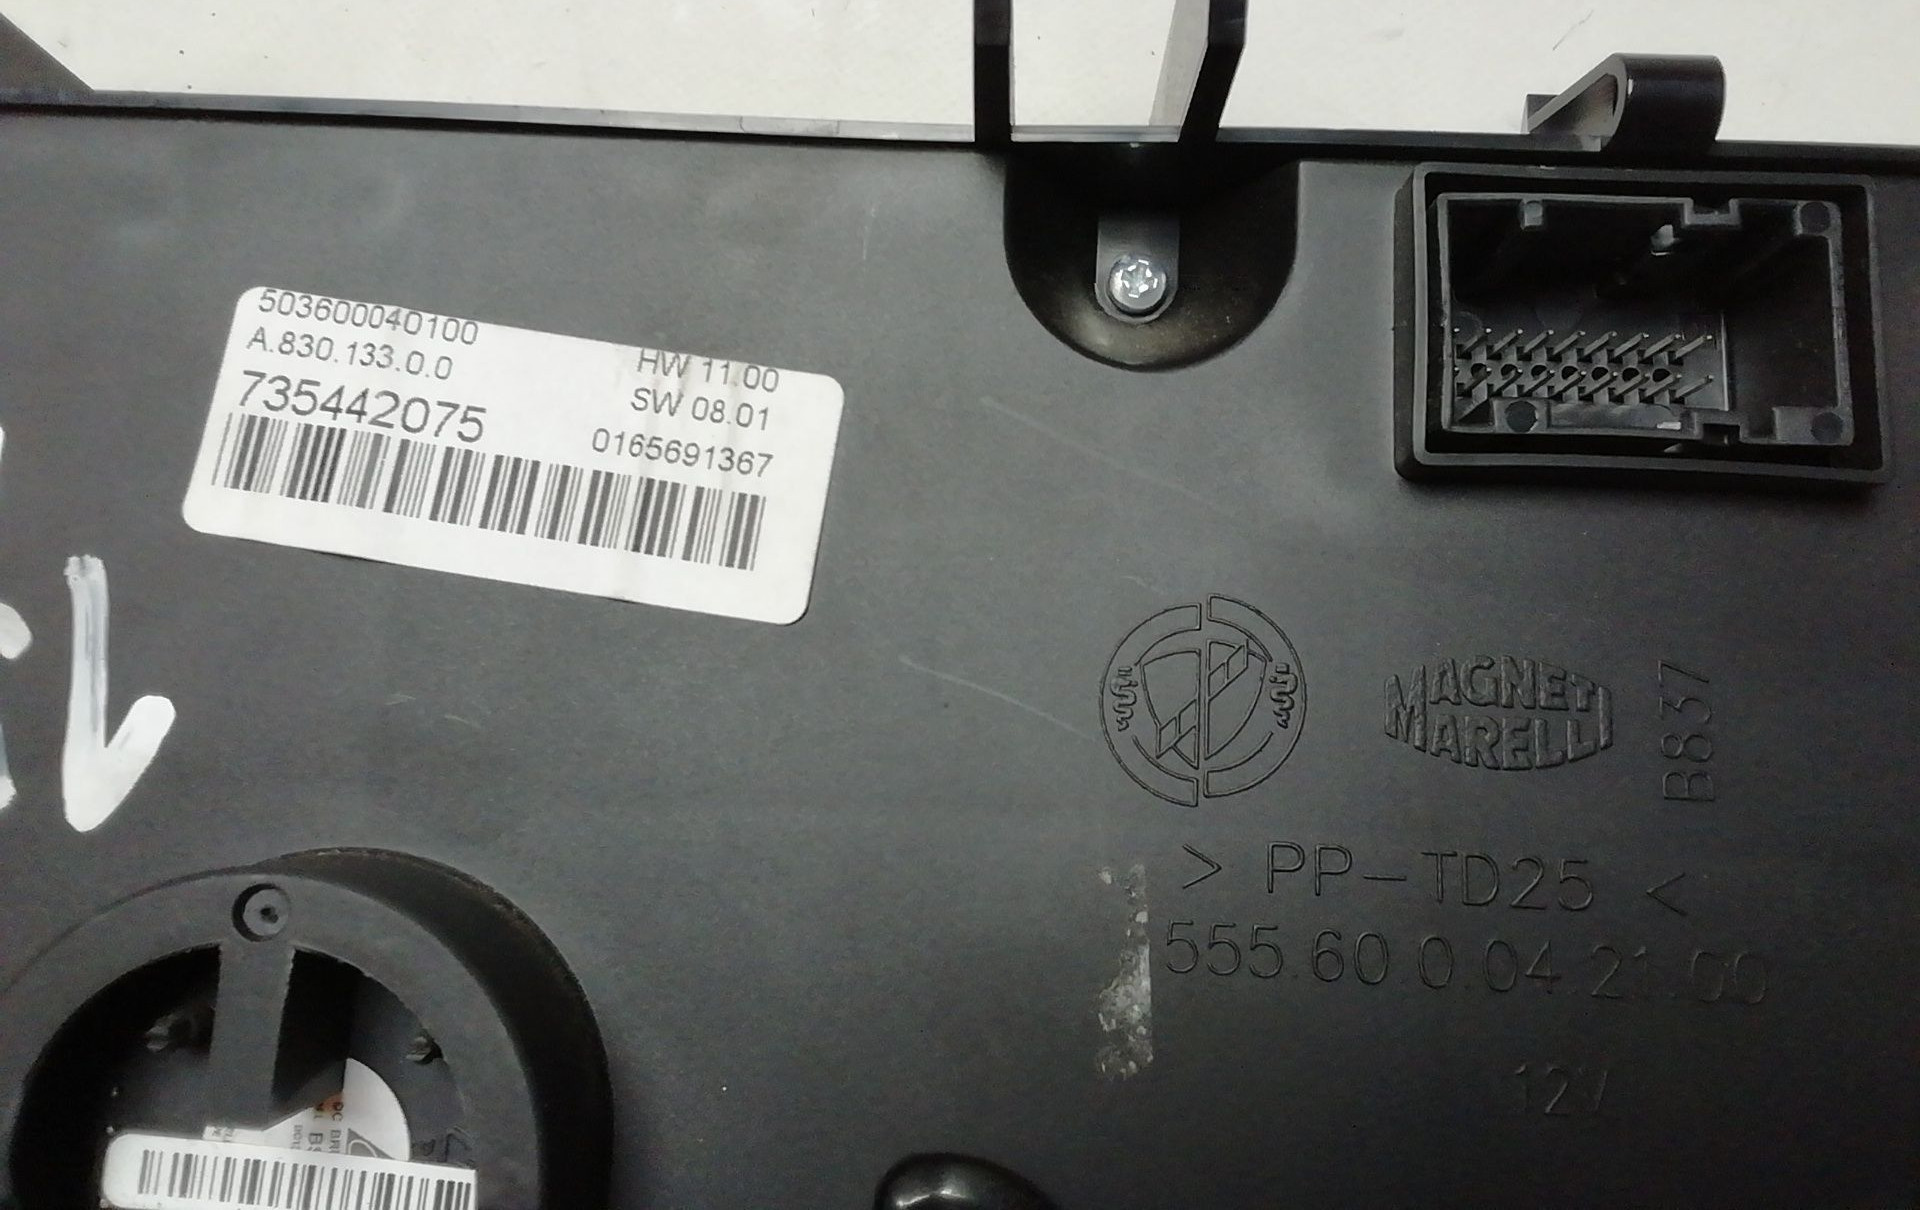 503600040100
A.830.133.0.0
HW 11.00
735442075
SW 08.01
0165691367
MAGNETI
MARELLI
B837
> PP-TD25 <
555.60 0.04.21.00
12V